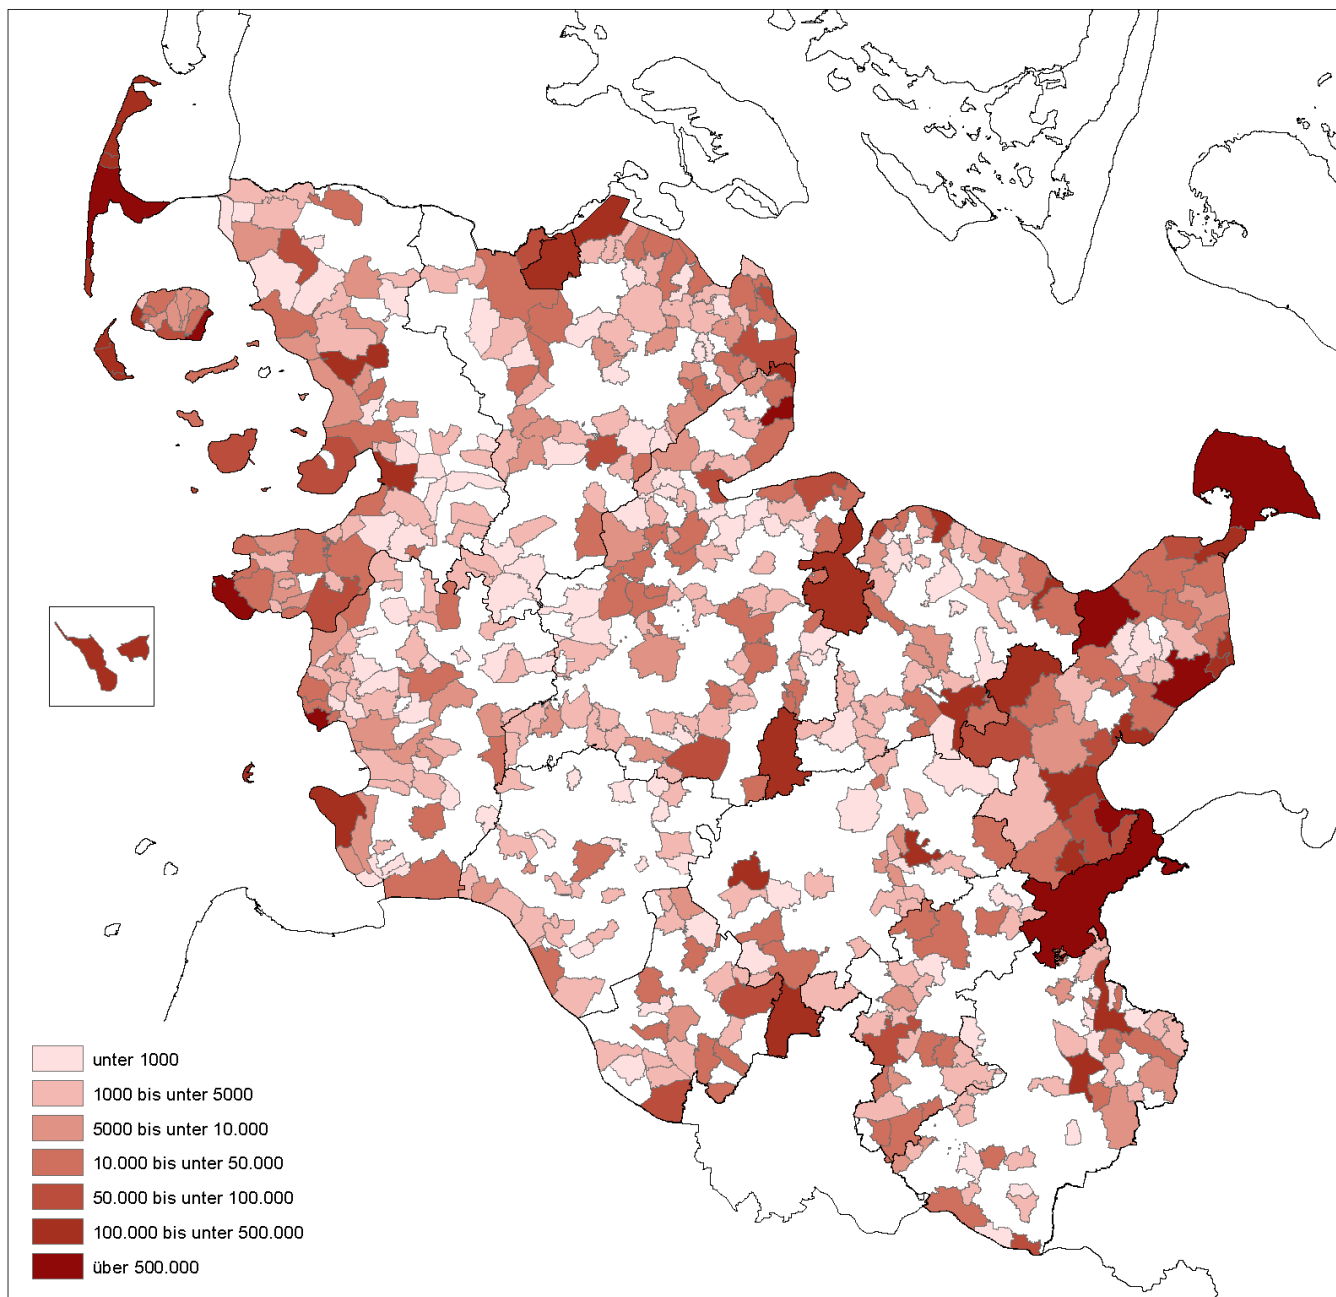 unter 1000
1000 bis unter 5000
5000 bis unter 10.000
10.000 bis unter 50.000
50.000 bis unter 100.000
100.000 bis unter 500.000
über 500.000